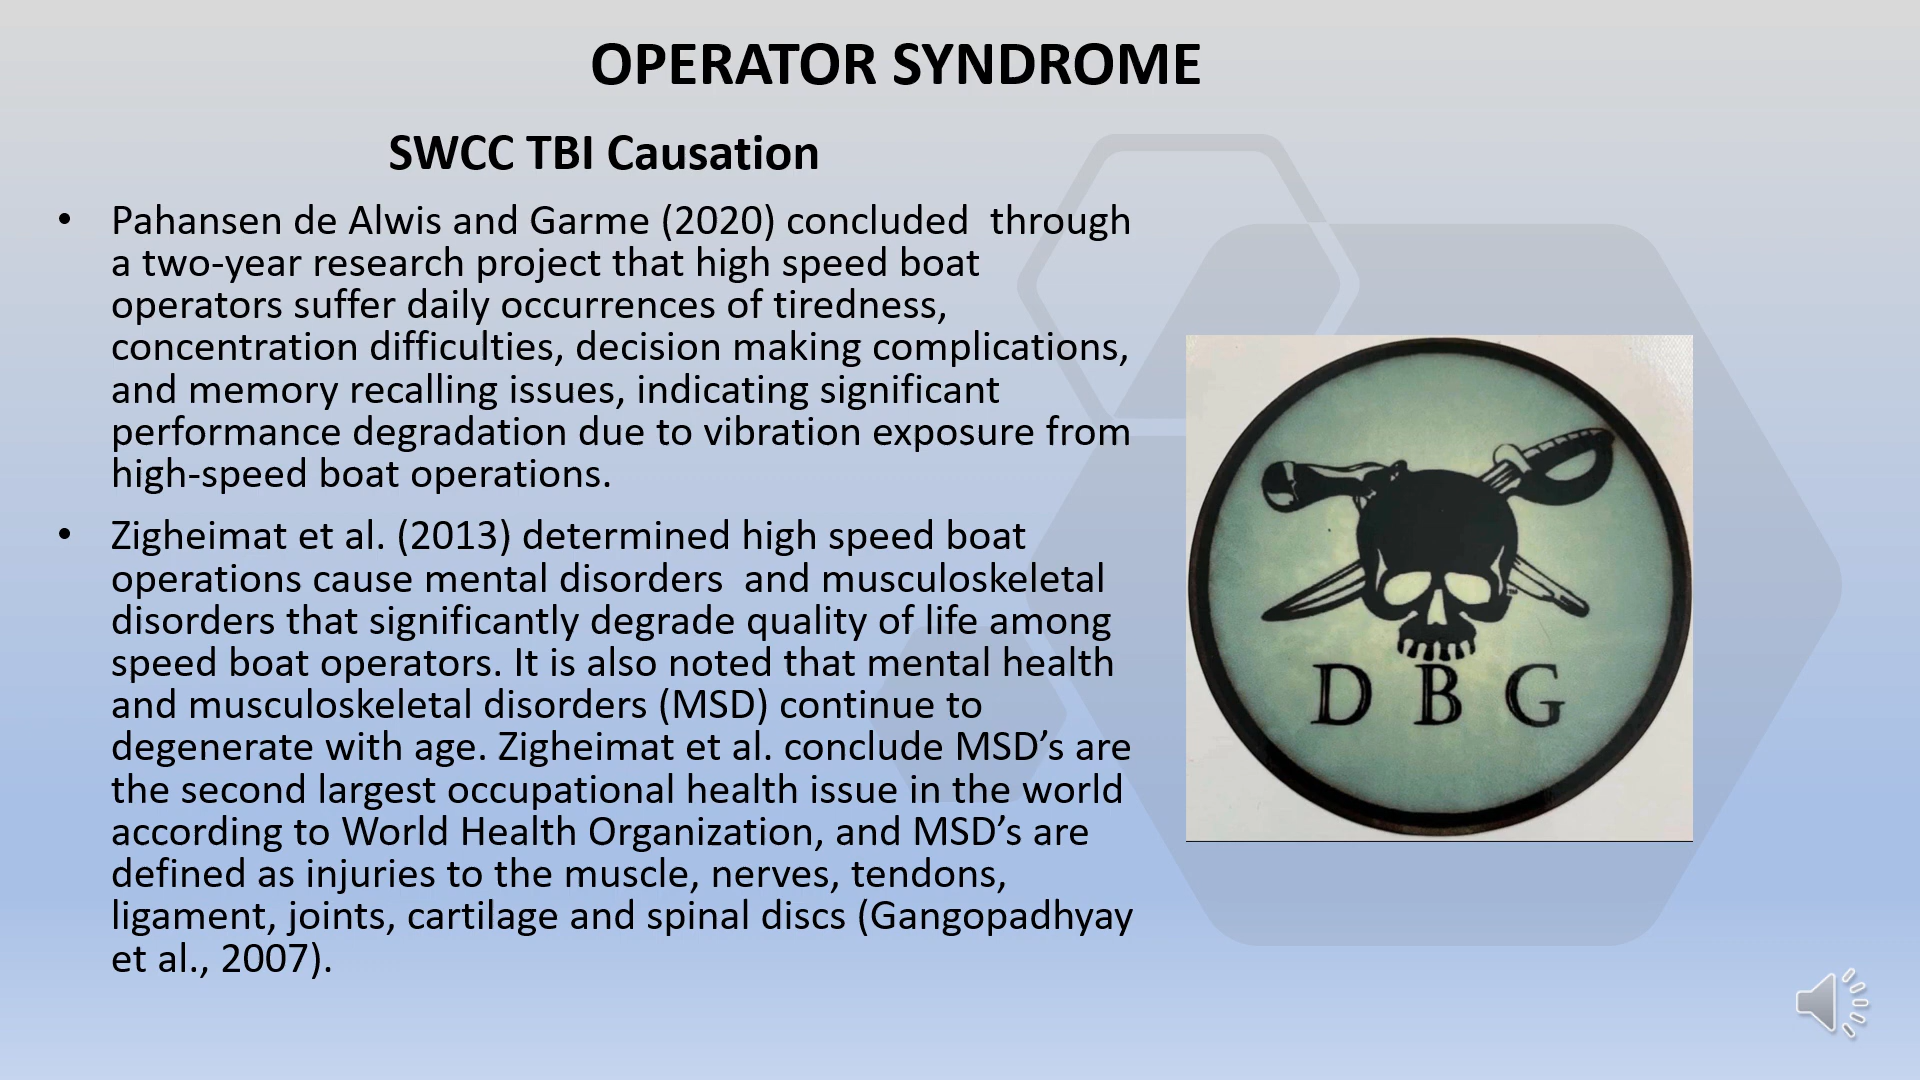 OPERATOR SYNDROME
SWCC TBI Causation
• Pahansen de Alwis and Garme (2020) concluded  through
a two-year research project that high speed boat
operators suffer daily occurrences of tiredness,
concentration difficulties, decision making complications,
and memory recalling issues, indicating significant
performance degradation due to vibration exposure from
high-speed boat operations.
• Zigheimat et al. (2013) determined high speed boat
operations cause mental disorders  and musculoskeletal
disorders that significantly degrade quality of life among
speed boat operators. It is also noted that mental health
and musculoskeletal disorders (MSD) continue to
degenerate with age. Zigheimat et al. conclude MSD’s are
the second largest occupational health issue in the world
according to World Health Organization, and MSD’s are
defined as injuries to the muscle, nerves, tendons,
ligament, joints, cartilage and spinal discs (Gangopadhyay
et al., 2007).
D B G